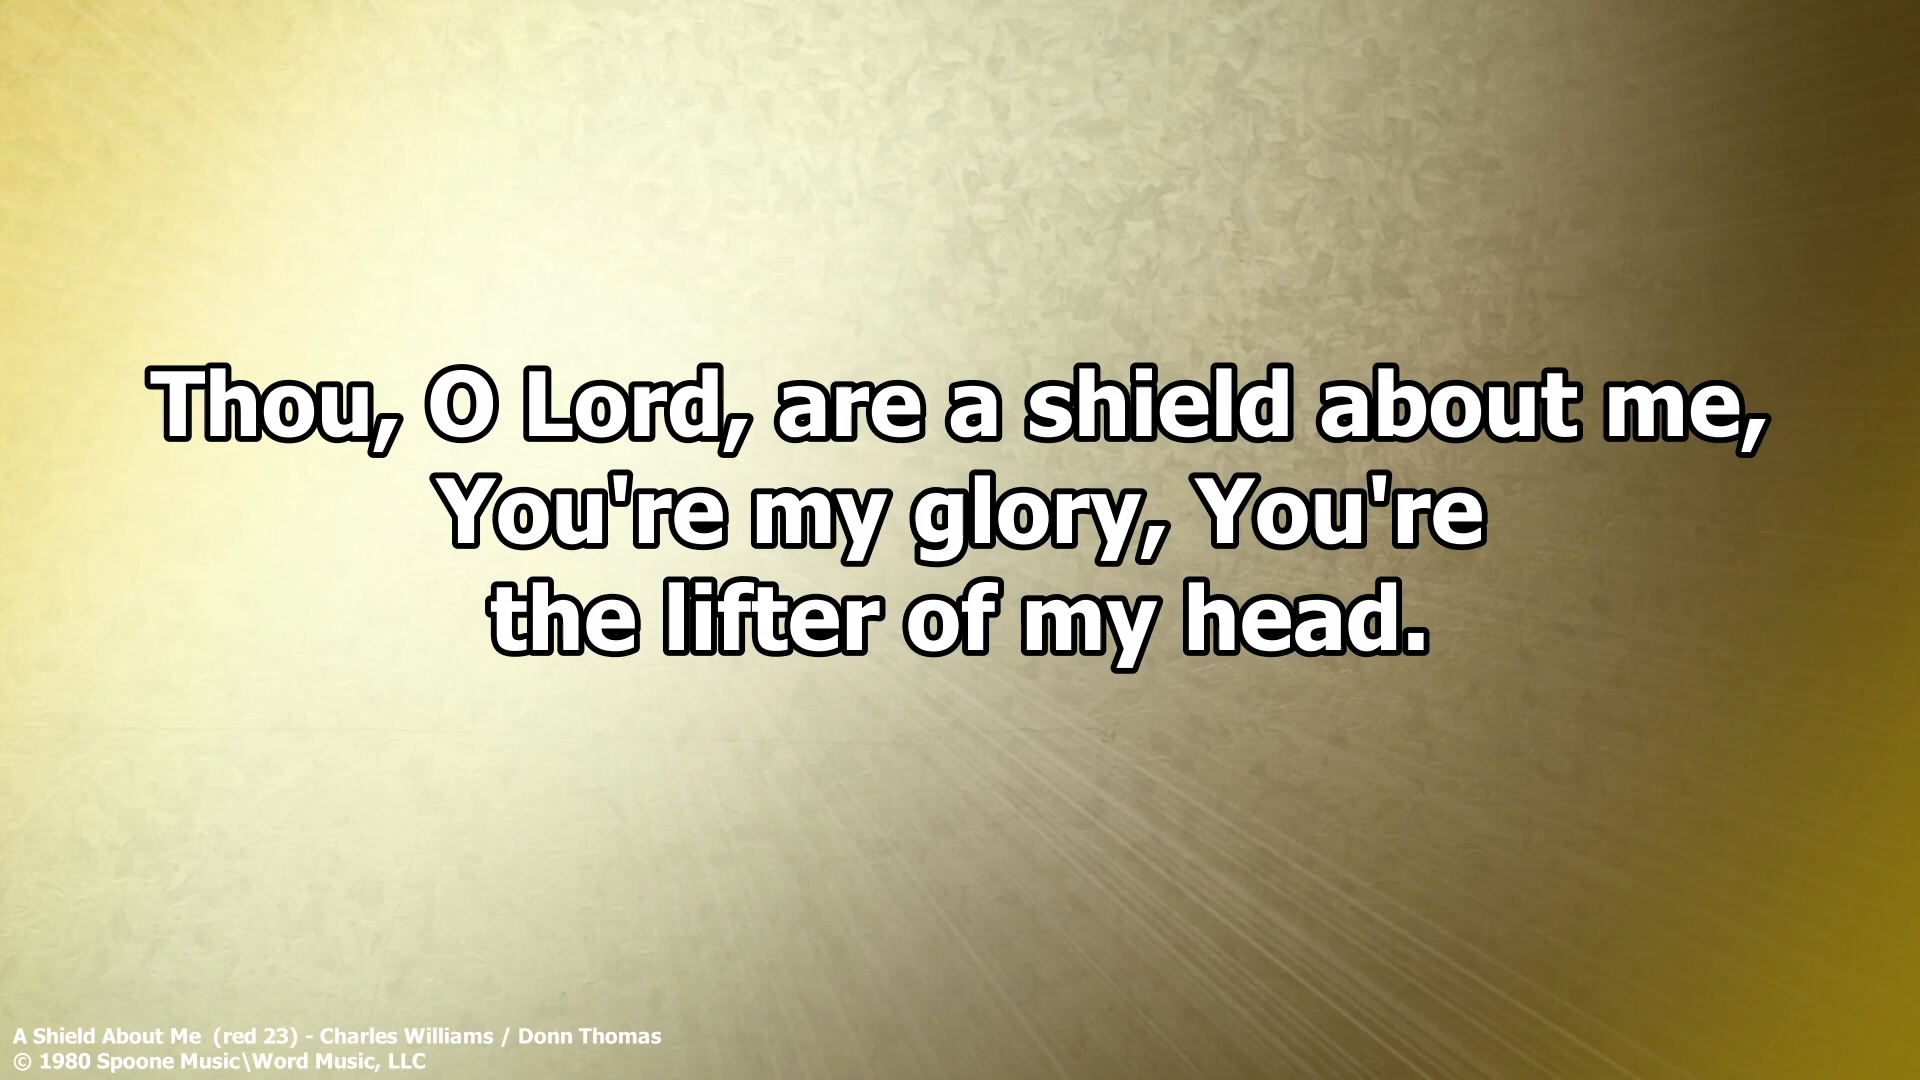 Thou, O Lord, are a shield about me,
You're my glory, You're
the lifter of my head.
A Shield About Me  (red 23) - Charles Williams / Donn Thomas
© 1980 Spoone Music\Word Music, LLC